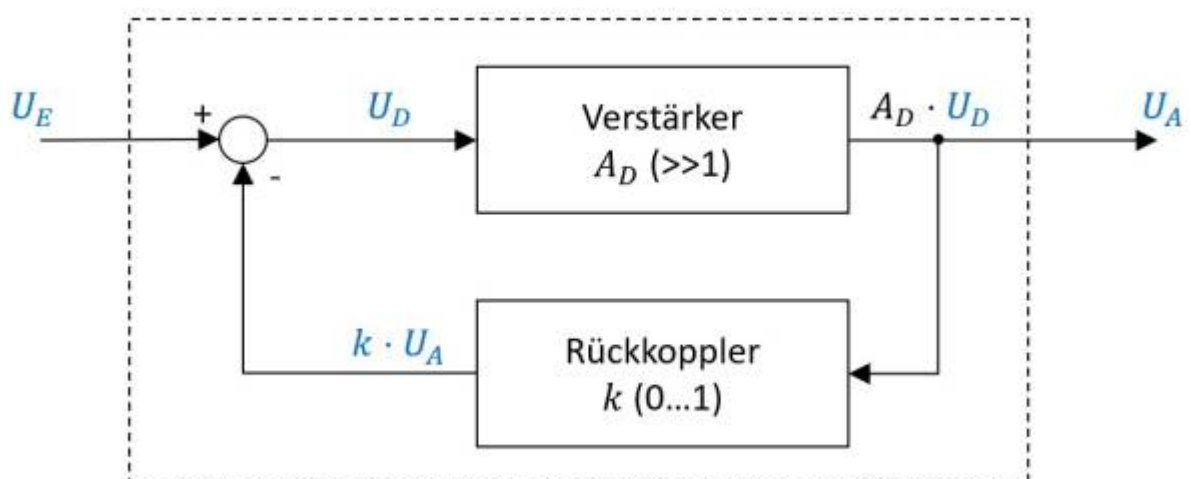 U_E
+
-
U_D
Verstärker
A_D (>>1)
A_D · U_D
U_A
k · U_A
Rückkoppler
k (0...1)